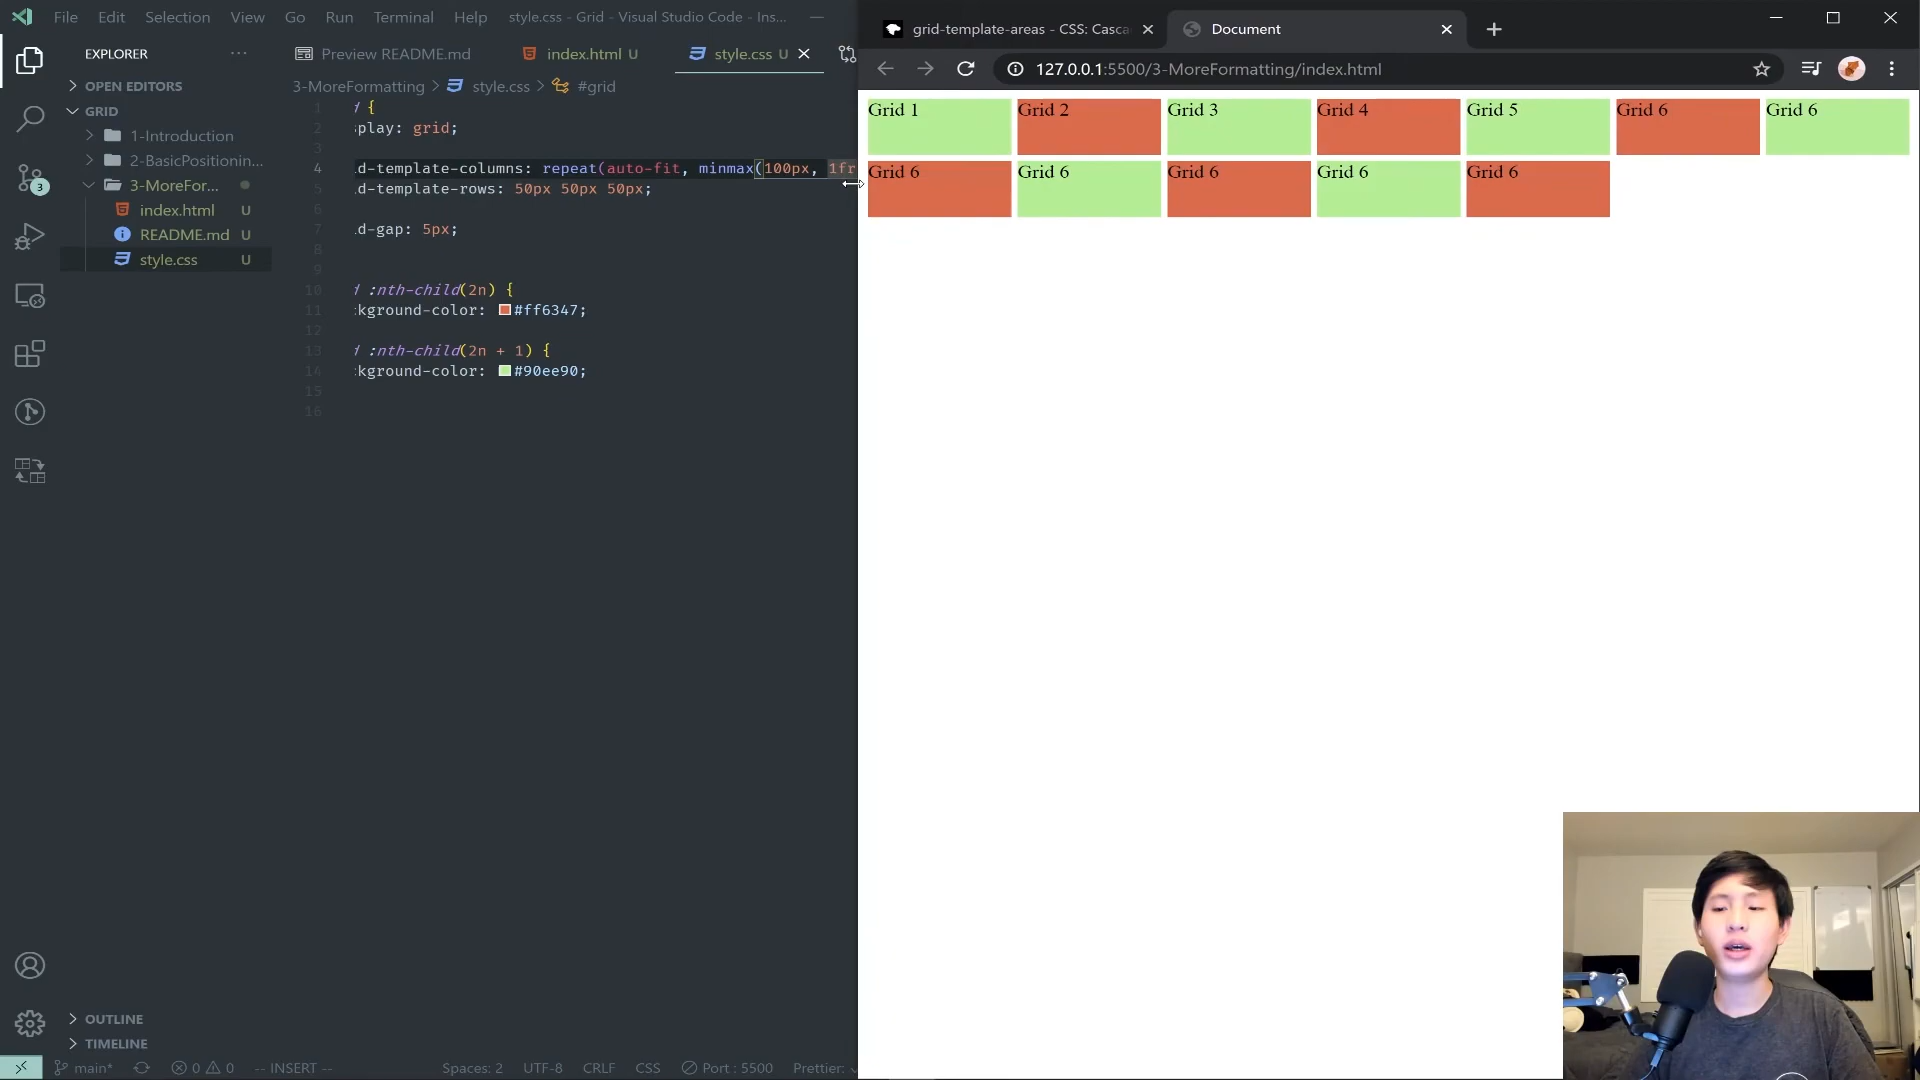 File Edit Selection View Go Run Terminal Help style.css - Grid - Visual Studio Code - Ins...
EXPLORER
OPEN EDITORS
GRID
1-Introduction
2-BasicPositionin...
3-MoreFor...
index.html U
README.md U
style.css U
OUTLINE
TIMELINE
3
Preview README.md index.html U style.css U
3-MoreFormatting > style.css > #grid
1 {
2 play: grid;
3
4 d-template-columns: repeat(auto-fit, minmax(100px, 1fr
5 d-template-rows: 50px 50px 50px;
6
7 d-gap: 5px;
8
9
10 :nth-child(2n) {
11 kground-color: #ff6347;
12
13 :nth-child(2n + 1) {
14 kground-color: #90ee90;
15
16
main* 0 0 -- INSERT -- Spaces: 2 UTF-8 CRLF CSS Port : 5500 Prettier:
grid-template-areas - CSS: Casca Document
127.0.0.1:5500/3-MoreFormatting/index.html
Grid 1 Grid 2 Grid 3 Grid 4 Grid 5 Grid 6 Grid 6
Grid 6 Grid 6 Grid 6 Grid 6 Grid 6